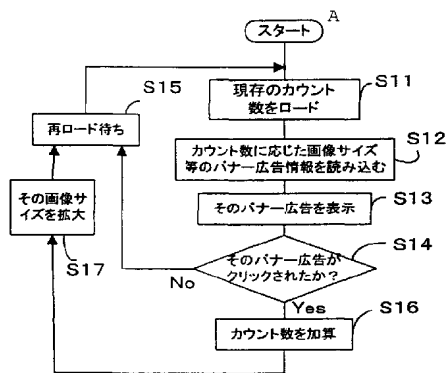 A
スタート
S11
現存のカウント
数をロード
S15
再ロード待ち
S12
カウント数に応じた画像サイズ
等のバナー広告情報を読み込む
S13
そのバナー広告を表示
S14
そのバナー広告が
クリックされたか？
No
Yes
S16
カウント数を加算
その画像サ
イズを拡大
S17